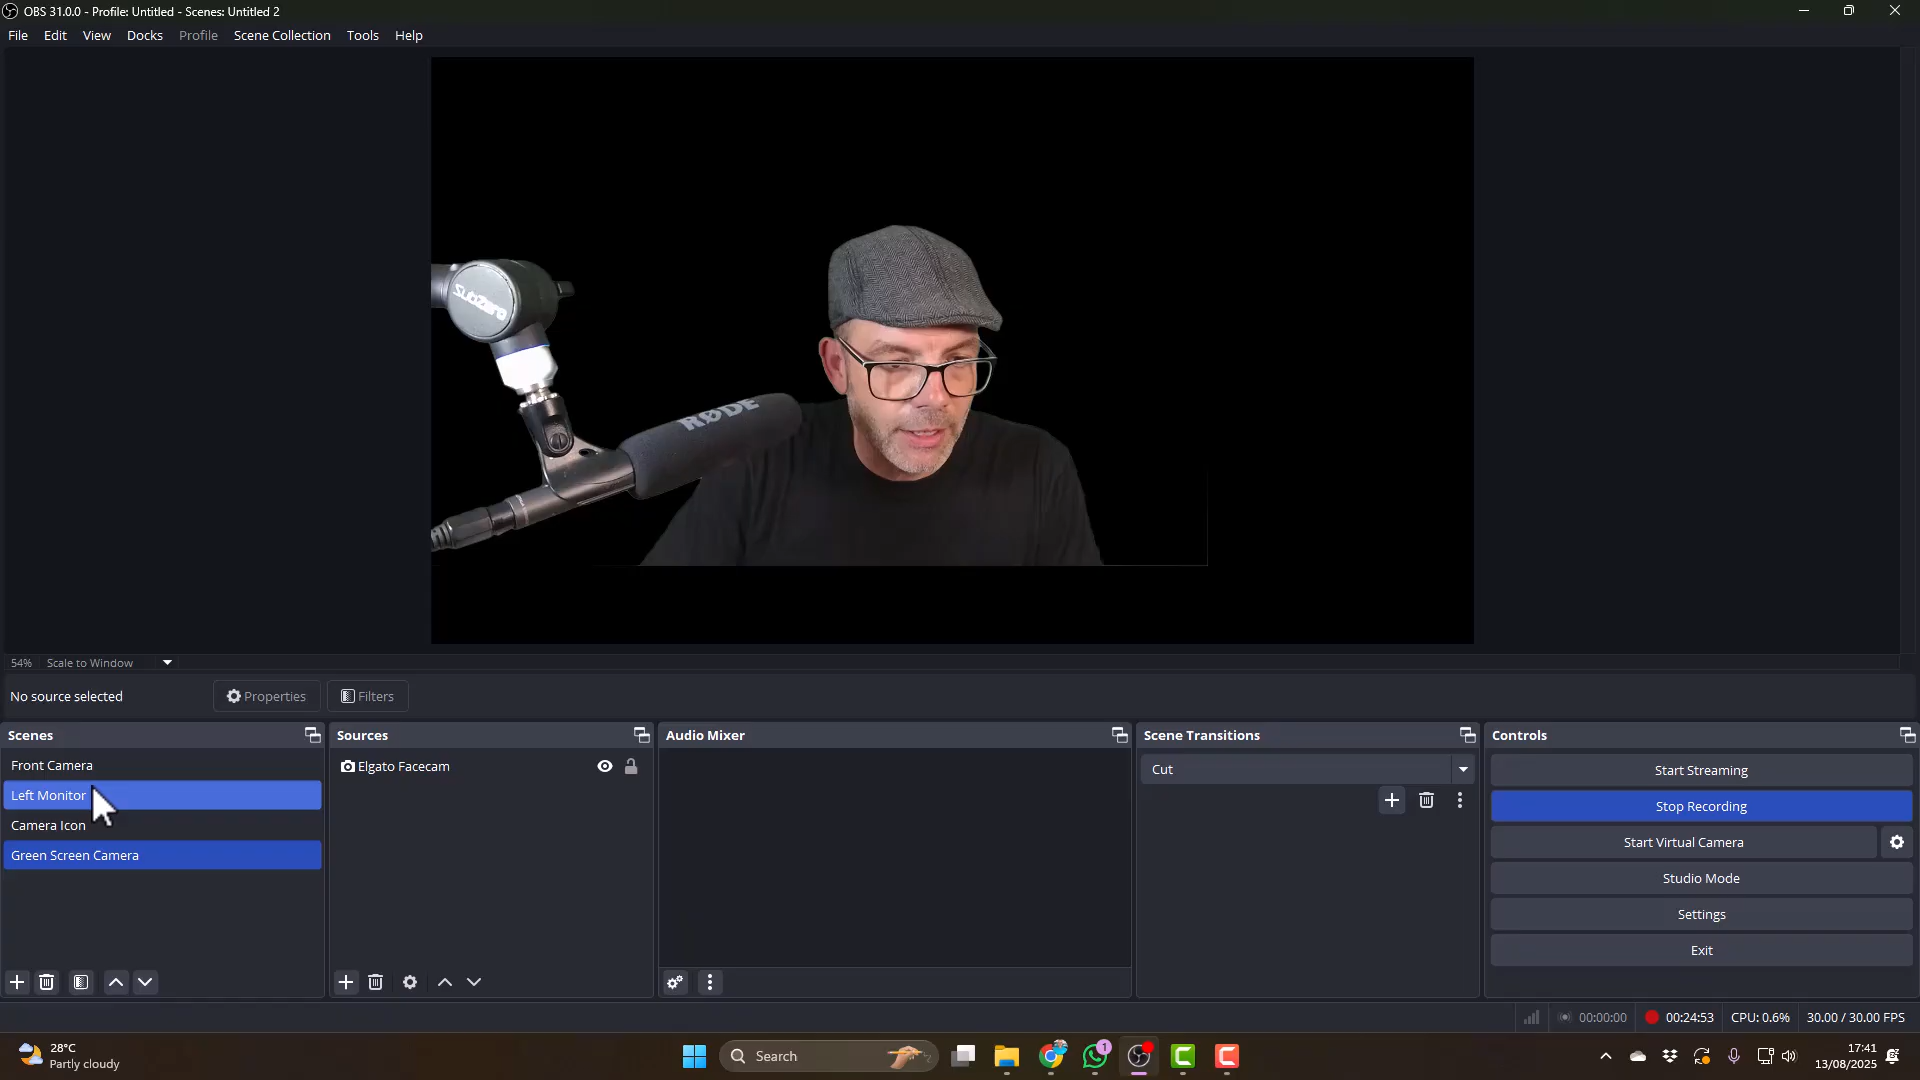 OBS 31.0.0 - Profile: Untitled - Scenes: Untitled 2
File Edit View Docks Profile Scene Collection Tools Help
SubZero
RØDE
54% Scale to Window
No source selected Properties Filters
Scenes
Front Camera
Left Monitor
Camera Icon
Green Screen Camera
Sources
Elgato Facecam
Audio Mixer
Scene Transitions
Cut
Controls
Start Streaming
Stop Recording
Start Virtual Camera
Studio Mode
Settings
Exit
00:00:00 00:24:53 CPU: 0.6% 30.00 / 30.00 FPS
28°C
Partly cloudy
Search
1
17:41
13/08/2025